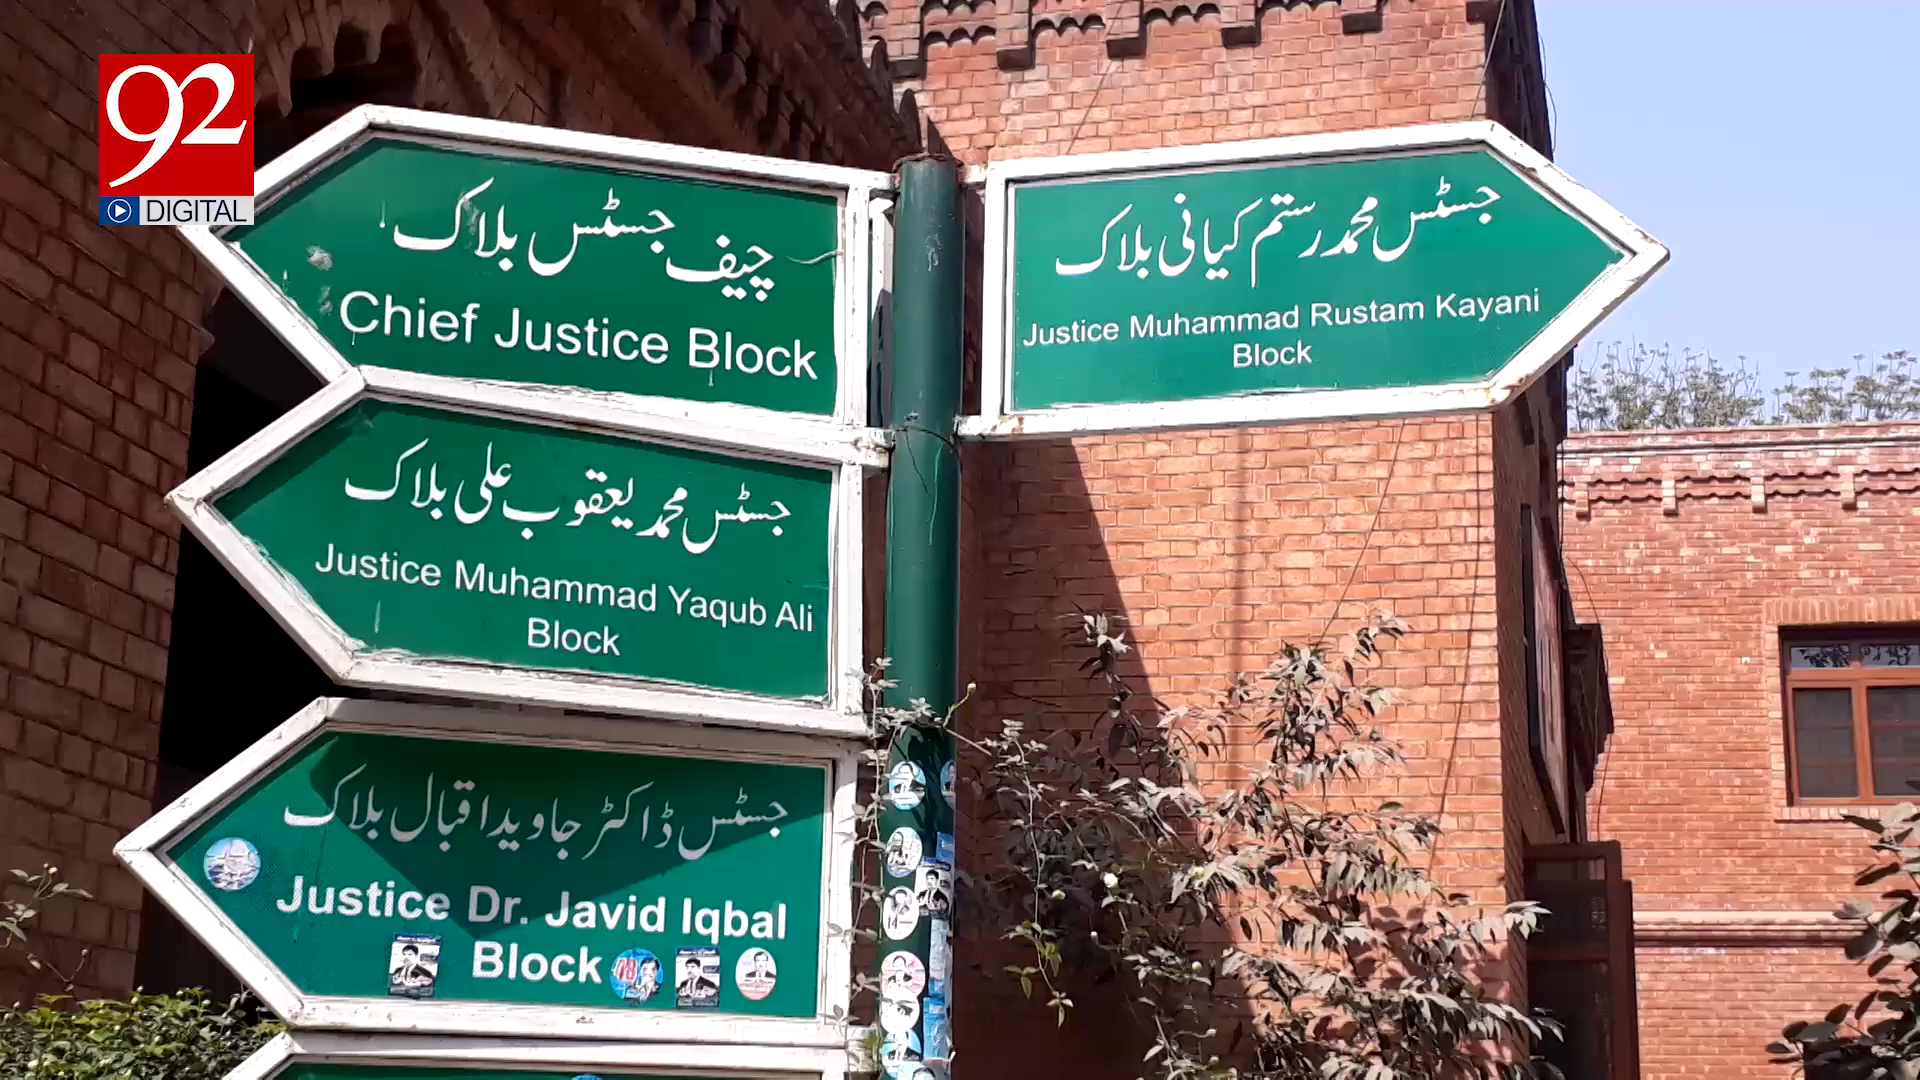 92
DIGITAL
چیف جسٹس بلاک
Chief Justice Block
جسٹس محمد رستم کیانی بلاک
Justice Muhammad Rustam Kayani
Block
جسٹس محمد یعقوب علی بلاک
Justice Muhammad Yaqub Ali
Block
جسٹس ڈاکٹر جاوید اقبال بلاک
Justice Dr. Javid Iqbal
Block